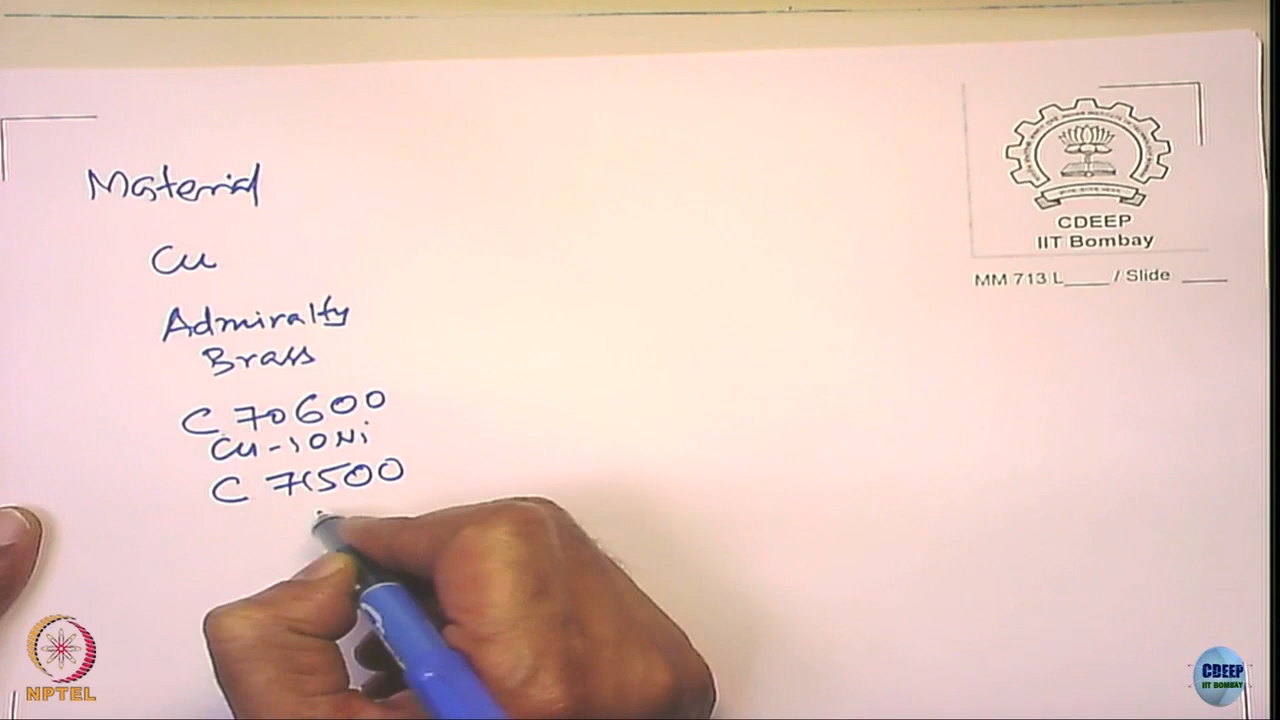 Material
Cu
Admiralty
Brass
C 70600
Cu-10Ni
C 71500
CDEEP
IIT Bombay
MM 713 L____ / Slide ____
NPTEL
CDEEP
IIT BOMBAY